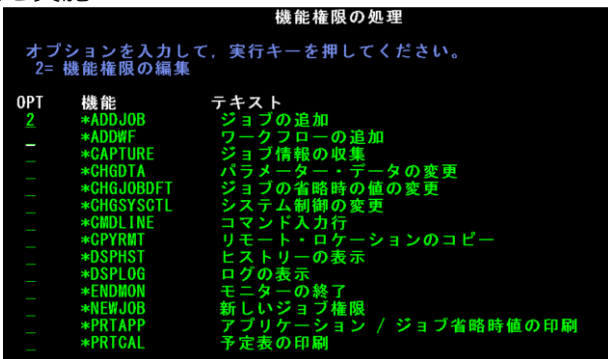 機能権限の処理
オプションを入力して, 実行キーを押してください。
2= 機能権限の編集
OPT 機能 テキスト
2 *ADDJOB ジョブの追加
_ *ADDWF ワークフローの追加
_ *CAPTURE ジョブ情報の収集
_ *CHGDTA パラメーター・データの変更
_ *CHGJOBDFT ジョブの省略時の値の変更
_ *CHGSYSCTL システム制御の変更
_ *CMDLINE コマンド入力行
_ *CPYRMT リモート・ロケーションのコピー
_ *DSPHST ヒストリーの表示
_ *DSPLOG ログの表示
_ *ENDMON モニターの終了
_ *NEWJOB 新しいジョブ権限
_ *PRTAPP アプリケーション / ジョブ省略時値の印刷
_ *PRTCAL 予定表の印刷